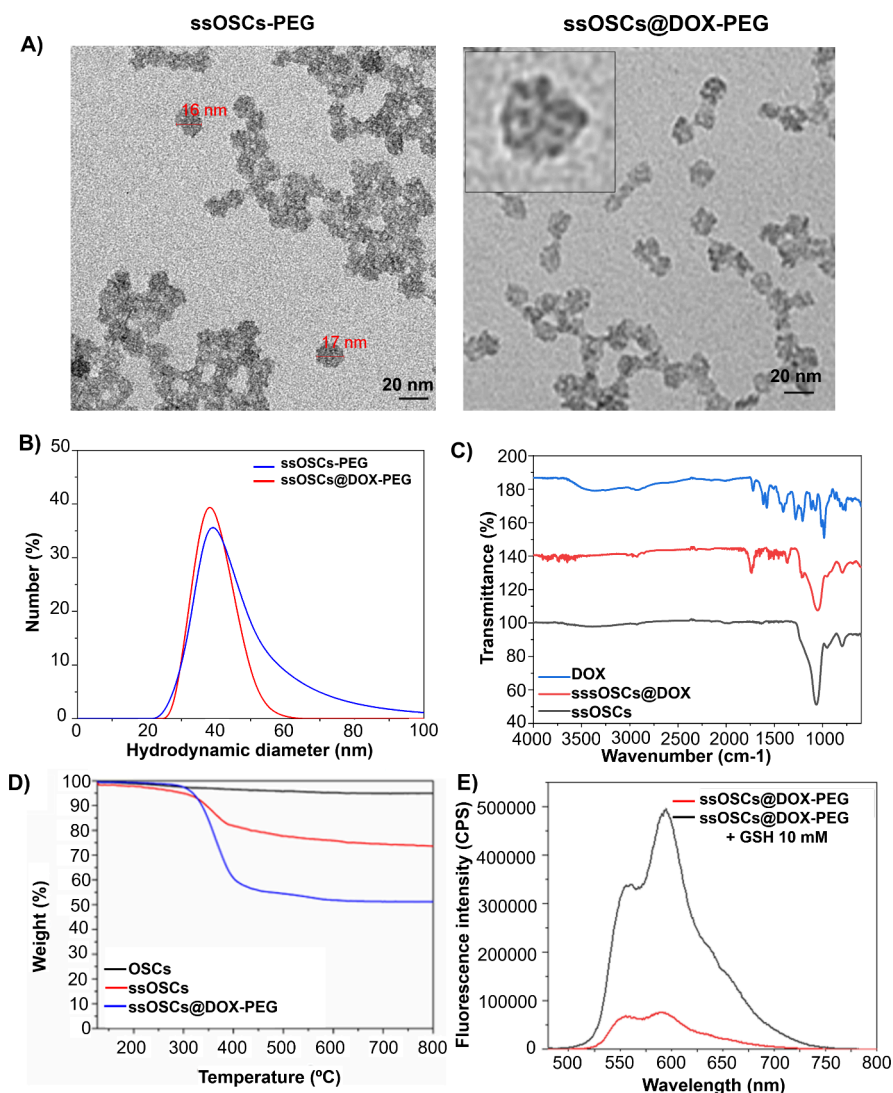 ssOSCs-PEG
ssOSCs@DOX-PEG
A)
16 nm
17 nm
20 nm
20 nm
B)
50
40
30
20
10
0
Number (%)
ssOSCs-PEG
ssOSCs@DOX-PEG
0 20 40 60 80 100
Hydrodynamic diameter (nm)
C)
200
180
160
140
120
100
80
60
40
Transmittance (%)
DOX
sssOSCs@DOX
ssOSCs
4000 3500 3000 2500 2000 1500 1000
Wavenumber (cm-1)
D)
100
90
80
70
60
50
40
30
20
10
0
Weight (%)
OSCs
ssOSCs
ssOSCs@DOX-PEG
200 300 400 500 600 700 800
Temperature (ºC)
E)
500000
400000
300000
200000
100000
0
Fluorescence intensity (CPS)
ssOSCs@DOX-PEG
ssOSCs@DOX-PEG
+ GSH 10 mM
500 550 600 650 700 750 800
Wavelength (nm)